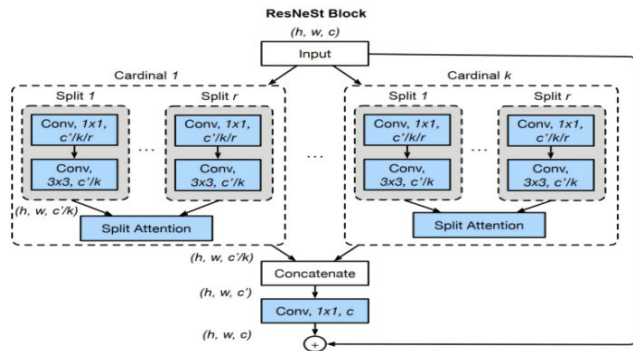 ResNeSt Block
(h, w, c)
Input
Cardinal 1
Cardinal k
Split 1
Split r
Split 1
Split r
Conv, 1x1,
c'/k/r
Conv, 1x1,
c'/k/r
Conv, 1x1,
c'/k/r
Conv, 1x1,
c'/k/r
...
...
...
Conv,
3x3, c'/k
Conv,
3x3, c'/k
Conv,
3x3, c'/k
Conv,
3x3, c'/k
(h, w, c'/k)
Split Attention
Split Attention
(h, w, c'/k)
Concatenate
(h, w, c')
Conv, 1x1, c
(h, w, c)
+